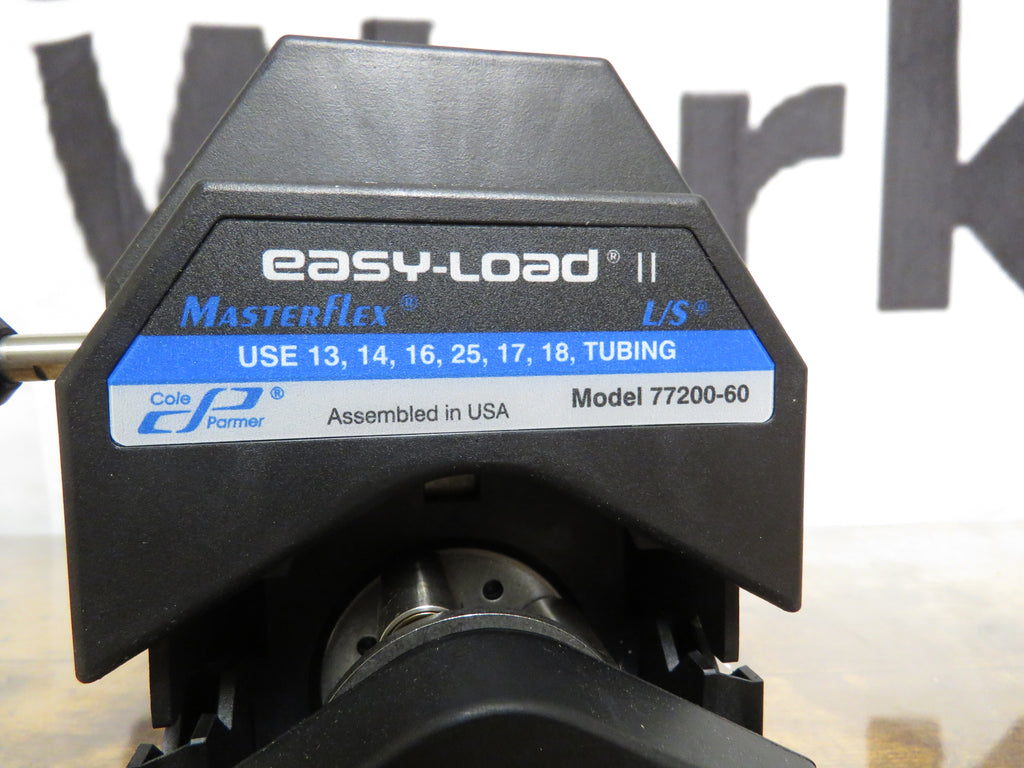 easy-Load® II
MASTERFLEX® L/S®
USE 13, 14, 16, 25, 17, 18, TUBING
Cole Parmer®
Assembled in USA
Model 77200-60